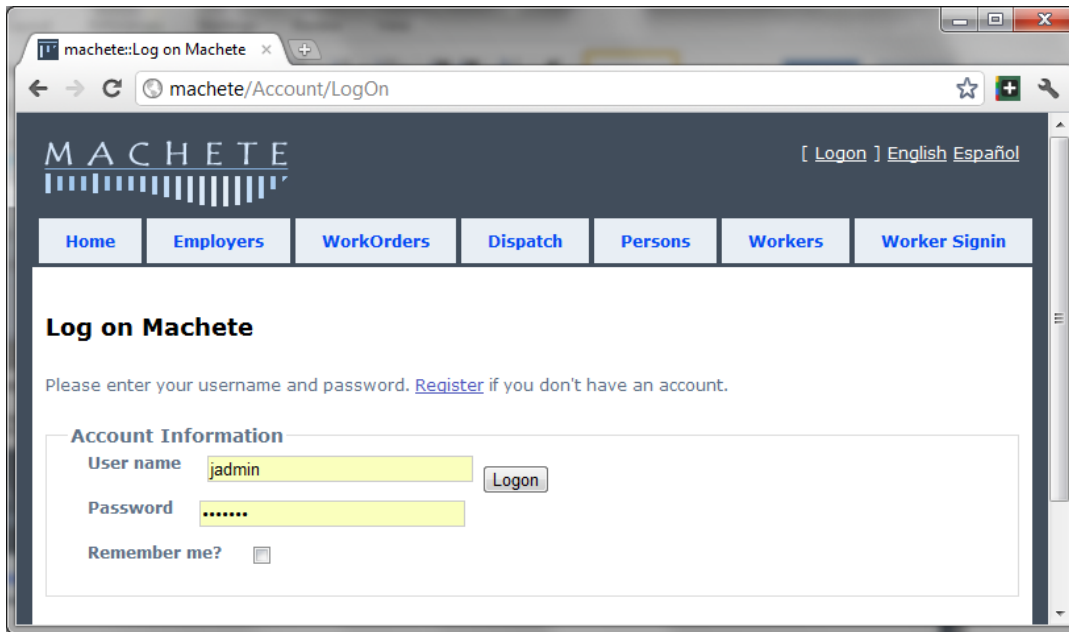 machete::Log on Machete
machete/Account/LogOn
MACHETE
[ Logon ] English Español
Home Employers WorkOrders Dispatch Persons Workers Worker Signin
Log on Machete
Please enter your username and password. Register if you don't have an account.
Account Information
User name jadmin
Logon
Password •••••••
Remember me?